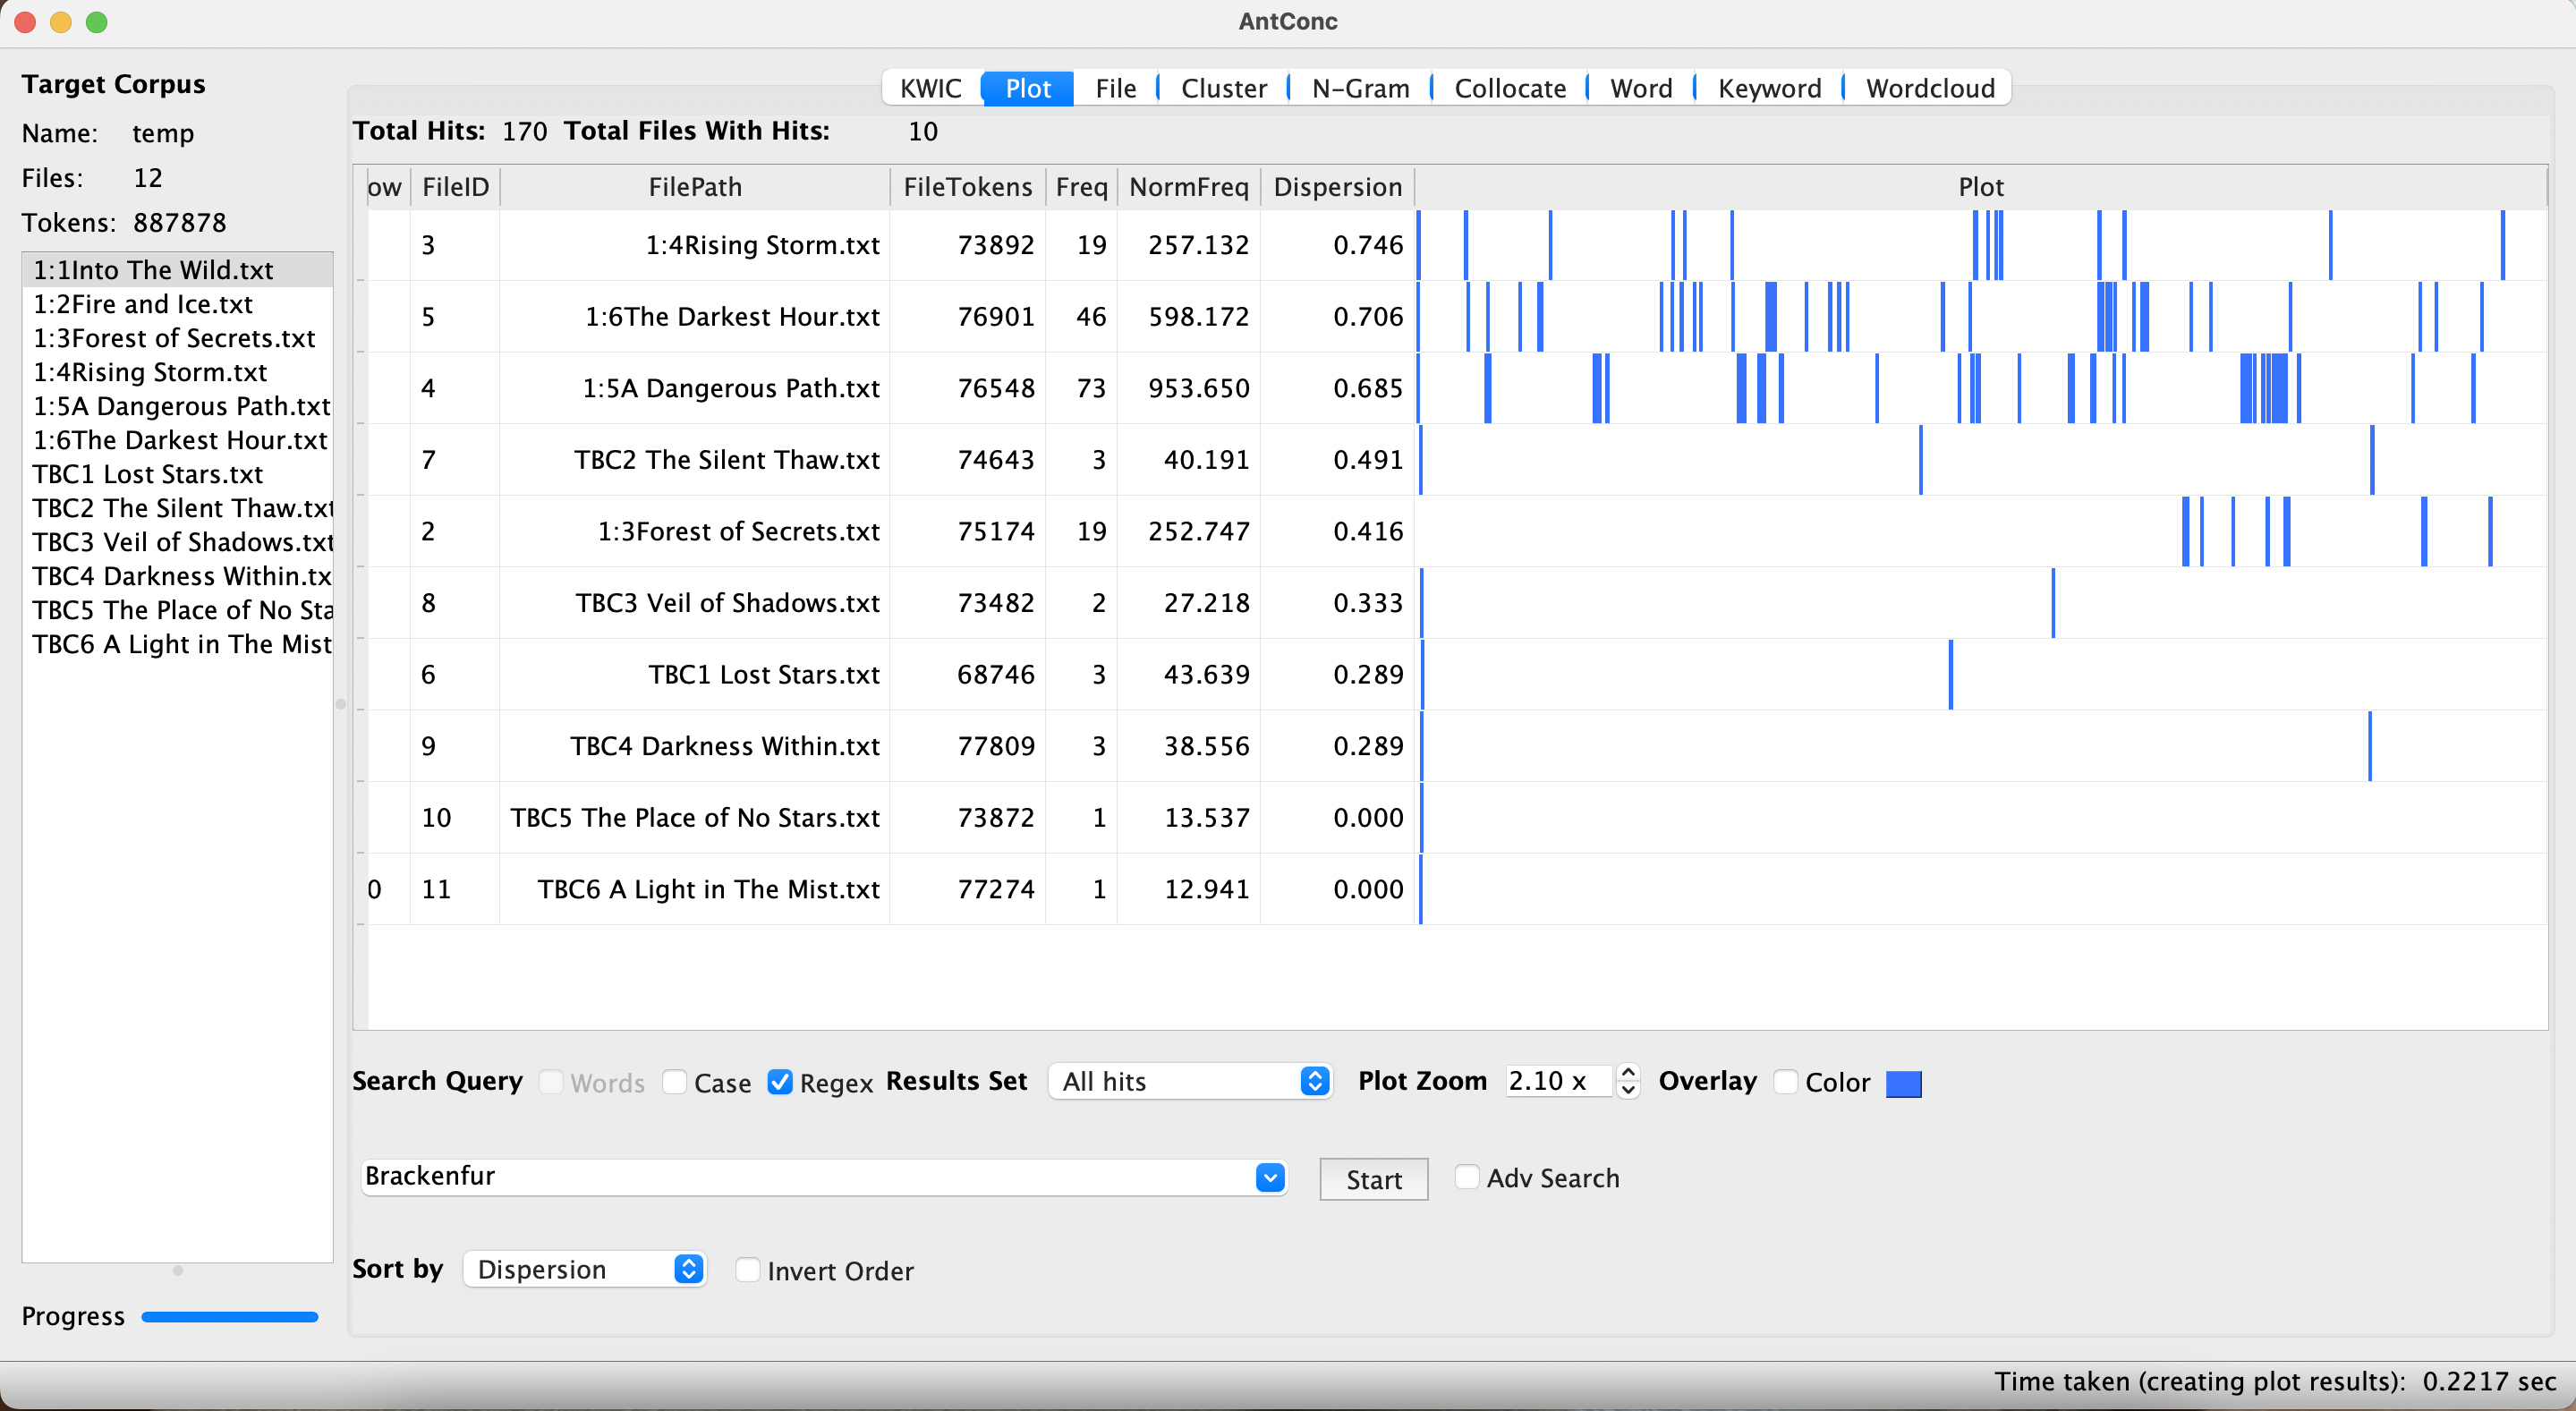 AntConc
Target Corpus
Name: temp
Files: 12
Tokens: 887878
1:1Into The Wild.txt
1:2Fire and Ice.txt
1:3Forest of Secrets.txt
1:4Rising Storm.txt
1:5A Dangerous Path.txt
1:6The Darkest Hour.txt
TBC1 Lost Stars.txt
TBC2 The Silent Thaw.txt
TBC3 Veil of Shadows.txt
TBC4 Darkness Within.tx
TBC5 The Place of No Sta
TBC6 A Light in The Mist
Progress
KWIC Plot File Cluster N-Gram Collocate Word Keyword Wordcloud
Total Hits: 170 Total Files With Hits: 10
ow FileID FilePath FileTokens Freq NormFreq Dispersion Plot
3 1:4Rising Storm.txt 73892 19 257.132 0.746
5 1:6The Darkest Hour.txt 76901 46 598.172 0.706
4 1:5A Dangerous Path.txt 76548 73 953.650 0.685
7 TBC2 The Silent Thaw.txt 74643 3 40.191 0.491
2 1:3Forest of Secrets.txt 75174 19 252.747 0.416
8 TBC3 Veil of Shadows.txt 73482 2 27.218 0.333
6 TBC1 Lost Stars.txt 68746 3 43.639 0.289
9 TBC4 Darkness Within.txt 77809 3 38.556 0.289
10 TBC5 The Place of No Stars.txt 73872 1 13.537 0.000
0 11 TBC6 A Light in The Mist.txt 77274 1 12.941 0.000
Search Query Words Case Regex Results Set All hits Plot Zoom 2.10 x Overlay Color
Brackenfur Start Adv Search
Sort by Dispersion Invert Order
Time taken (creating plot results): 0.2217 sec